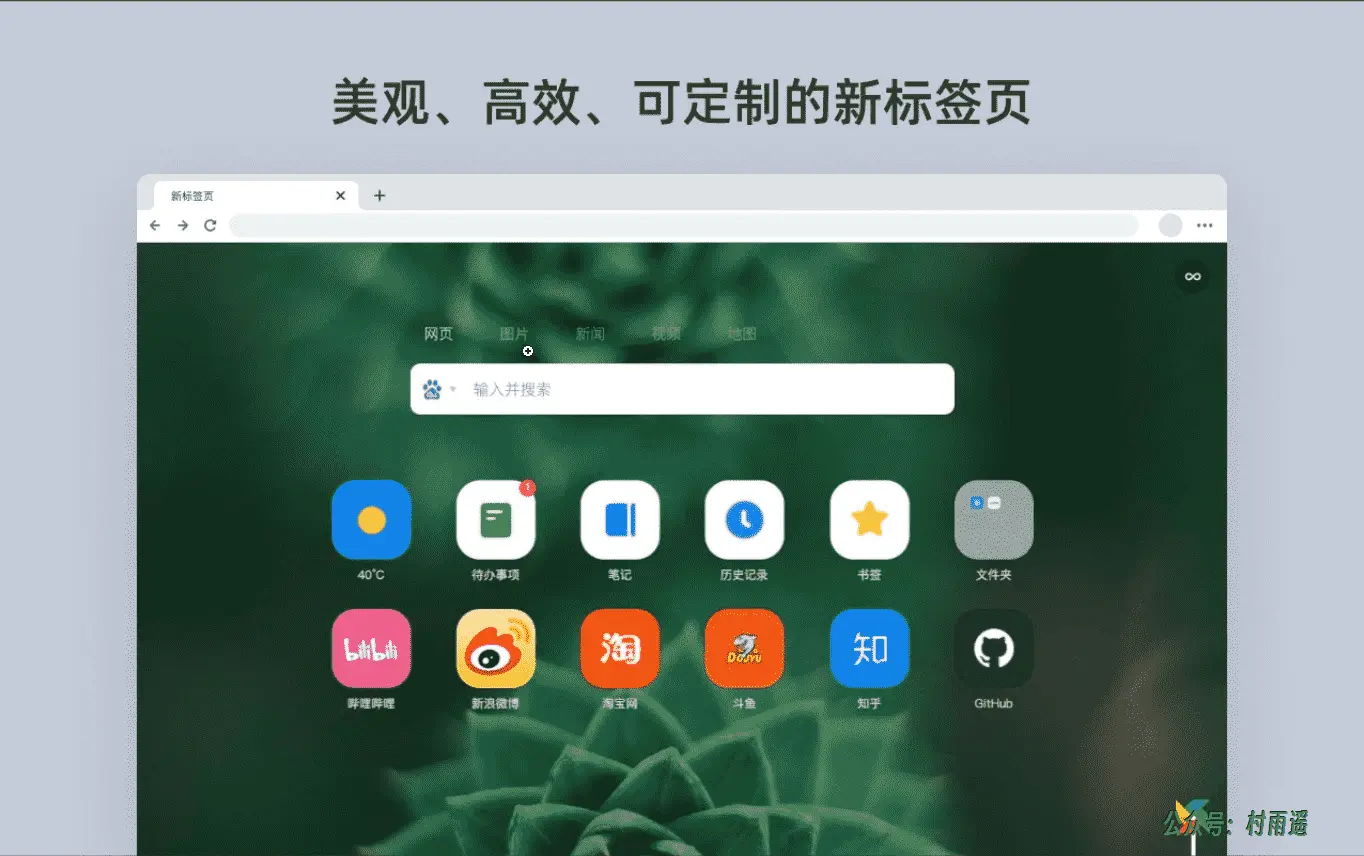 美观、高效、可定制的新标签页
新标签页
网页 图片 新闻 视频 地图
输入并搜索
1
40°C 待办事项 笔记 历史记录 书签 文件夹
bilibili 淘 DOUYU 知
哔哩哔哩 新浪微博 淘宝网 斗鱼 知乎 GitHub
公众号：村雨遥